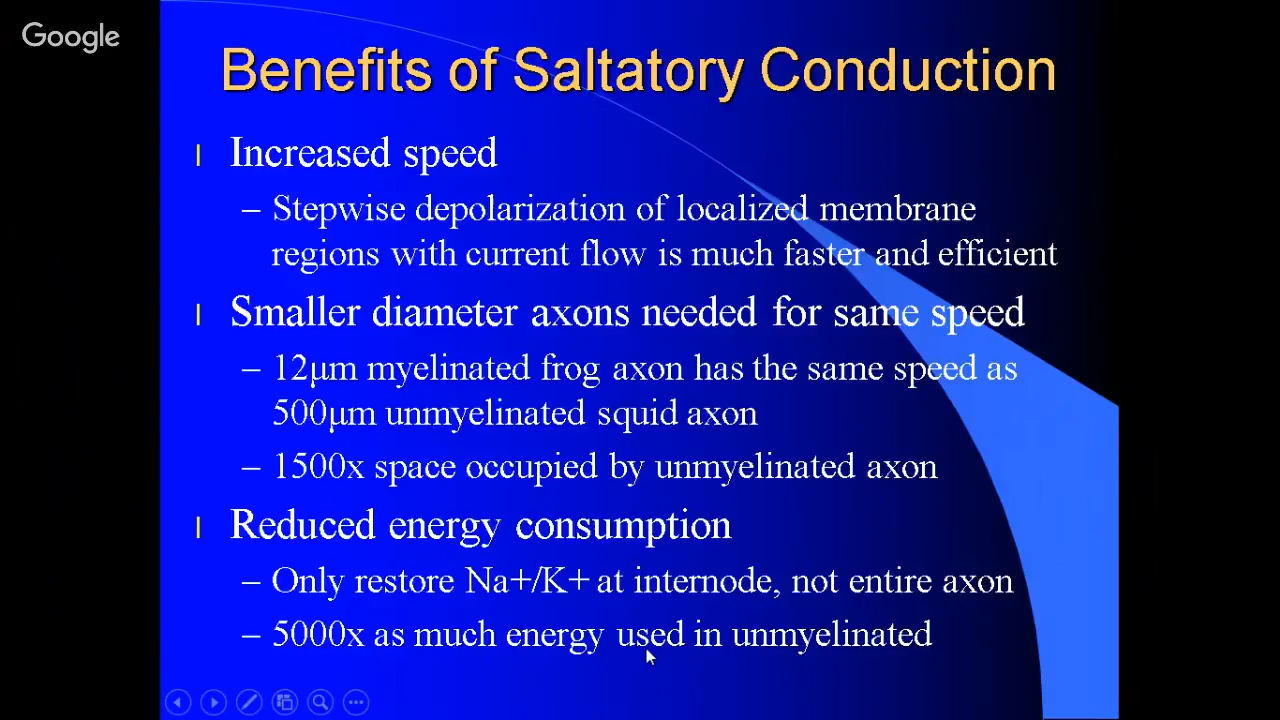 Google
Benefits of Saltatory Conduction
Increased speed
– Stepwise depolarization of localized membrane
regions with current flow is much faster and efficient
Smaller diameter axons needed for same speed
– 12μm myelinated frog axon has the same speed as
500μm unmyelinated squid axon
– 1500x space occupied by unmyelinated axon
Reduced energy consumption
– Only restore Na+/K+ at internode, not entire axon
– 5000x as much energy used in unmyelinated